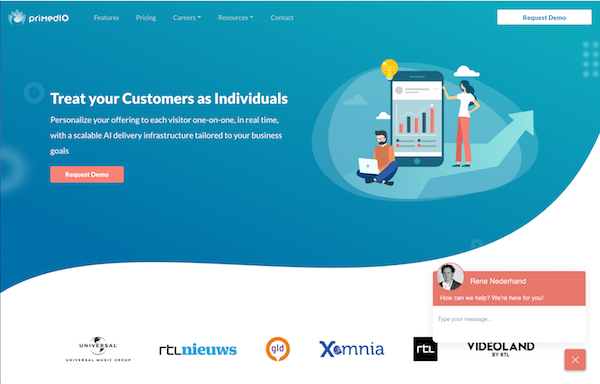 primedIO
Features Pricing Careers Resources Contact
Request Demo
Treat your Customers as Individuals
Personalize your offering to each visitor one-on-one, in real time,
with a scalable AI delivery infrastructure tailored to your business
goals
Request Demo
Rene Nederhand
How can we help? We're here for you!
Type your message...
UNIVERSAL
UNIVERSAL MUSIC GROUP
rtl nieuws
gld
Xomnia
rtl
VIDEOLAND
BY RTL